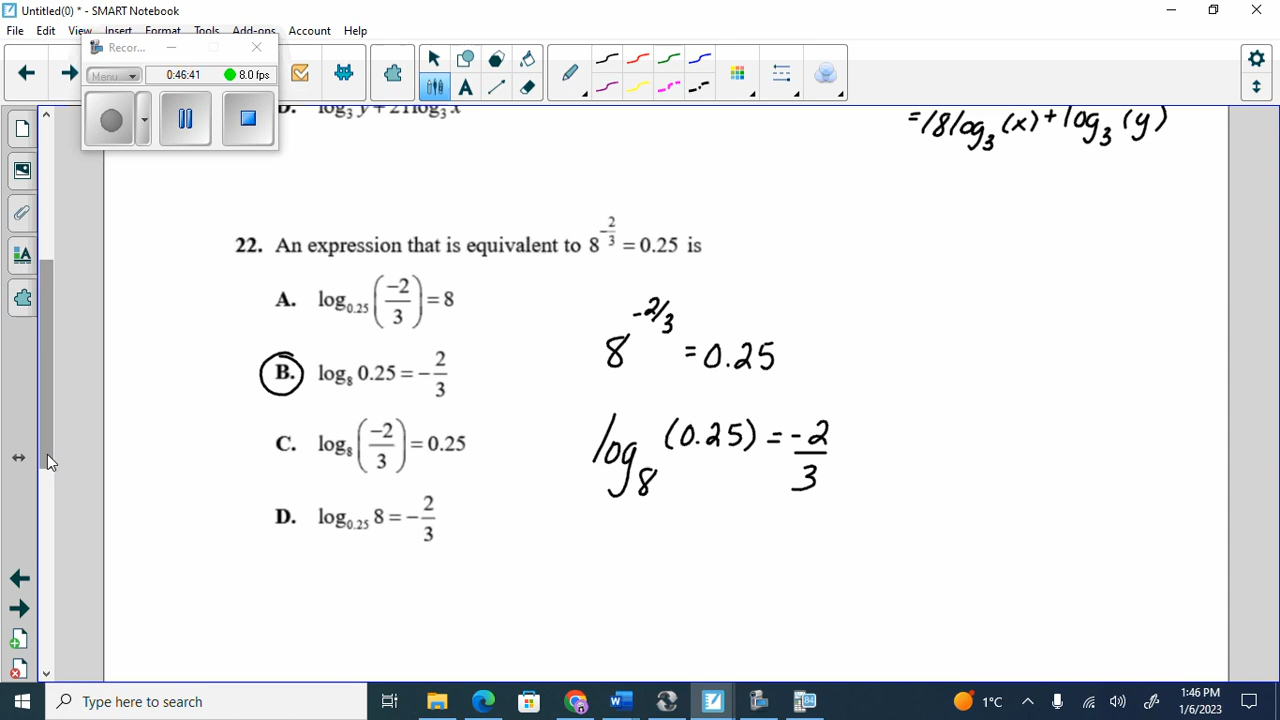 Untitled(0) * - SMART Notebook
File Edit View Insert Format Tools Add-ons Account Help
Recor...
Menu 0:46:41 8.0 fps
D. log₃ y + 21log₃ x
=18log₃(x)+log₃(y)
22. An expression that is equivalent to 8^(-2/3) = 0.25 is
A. log₀.₂₅(-2/3) = 8
8^(-2/3) = 0.25
B. log₈ 0.25 = -2/3
log₈(0.25) = -2/3
C. log₈(-2/3) = 0.25
D. log₀.₂₅ 8 = -2/3
Type here to search
1°C
1:46 PM
1/6/2023